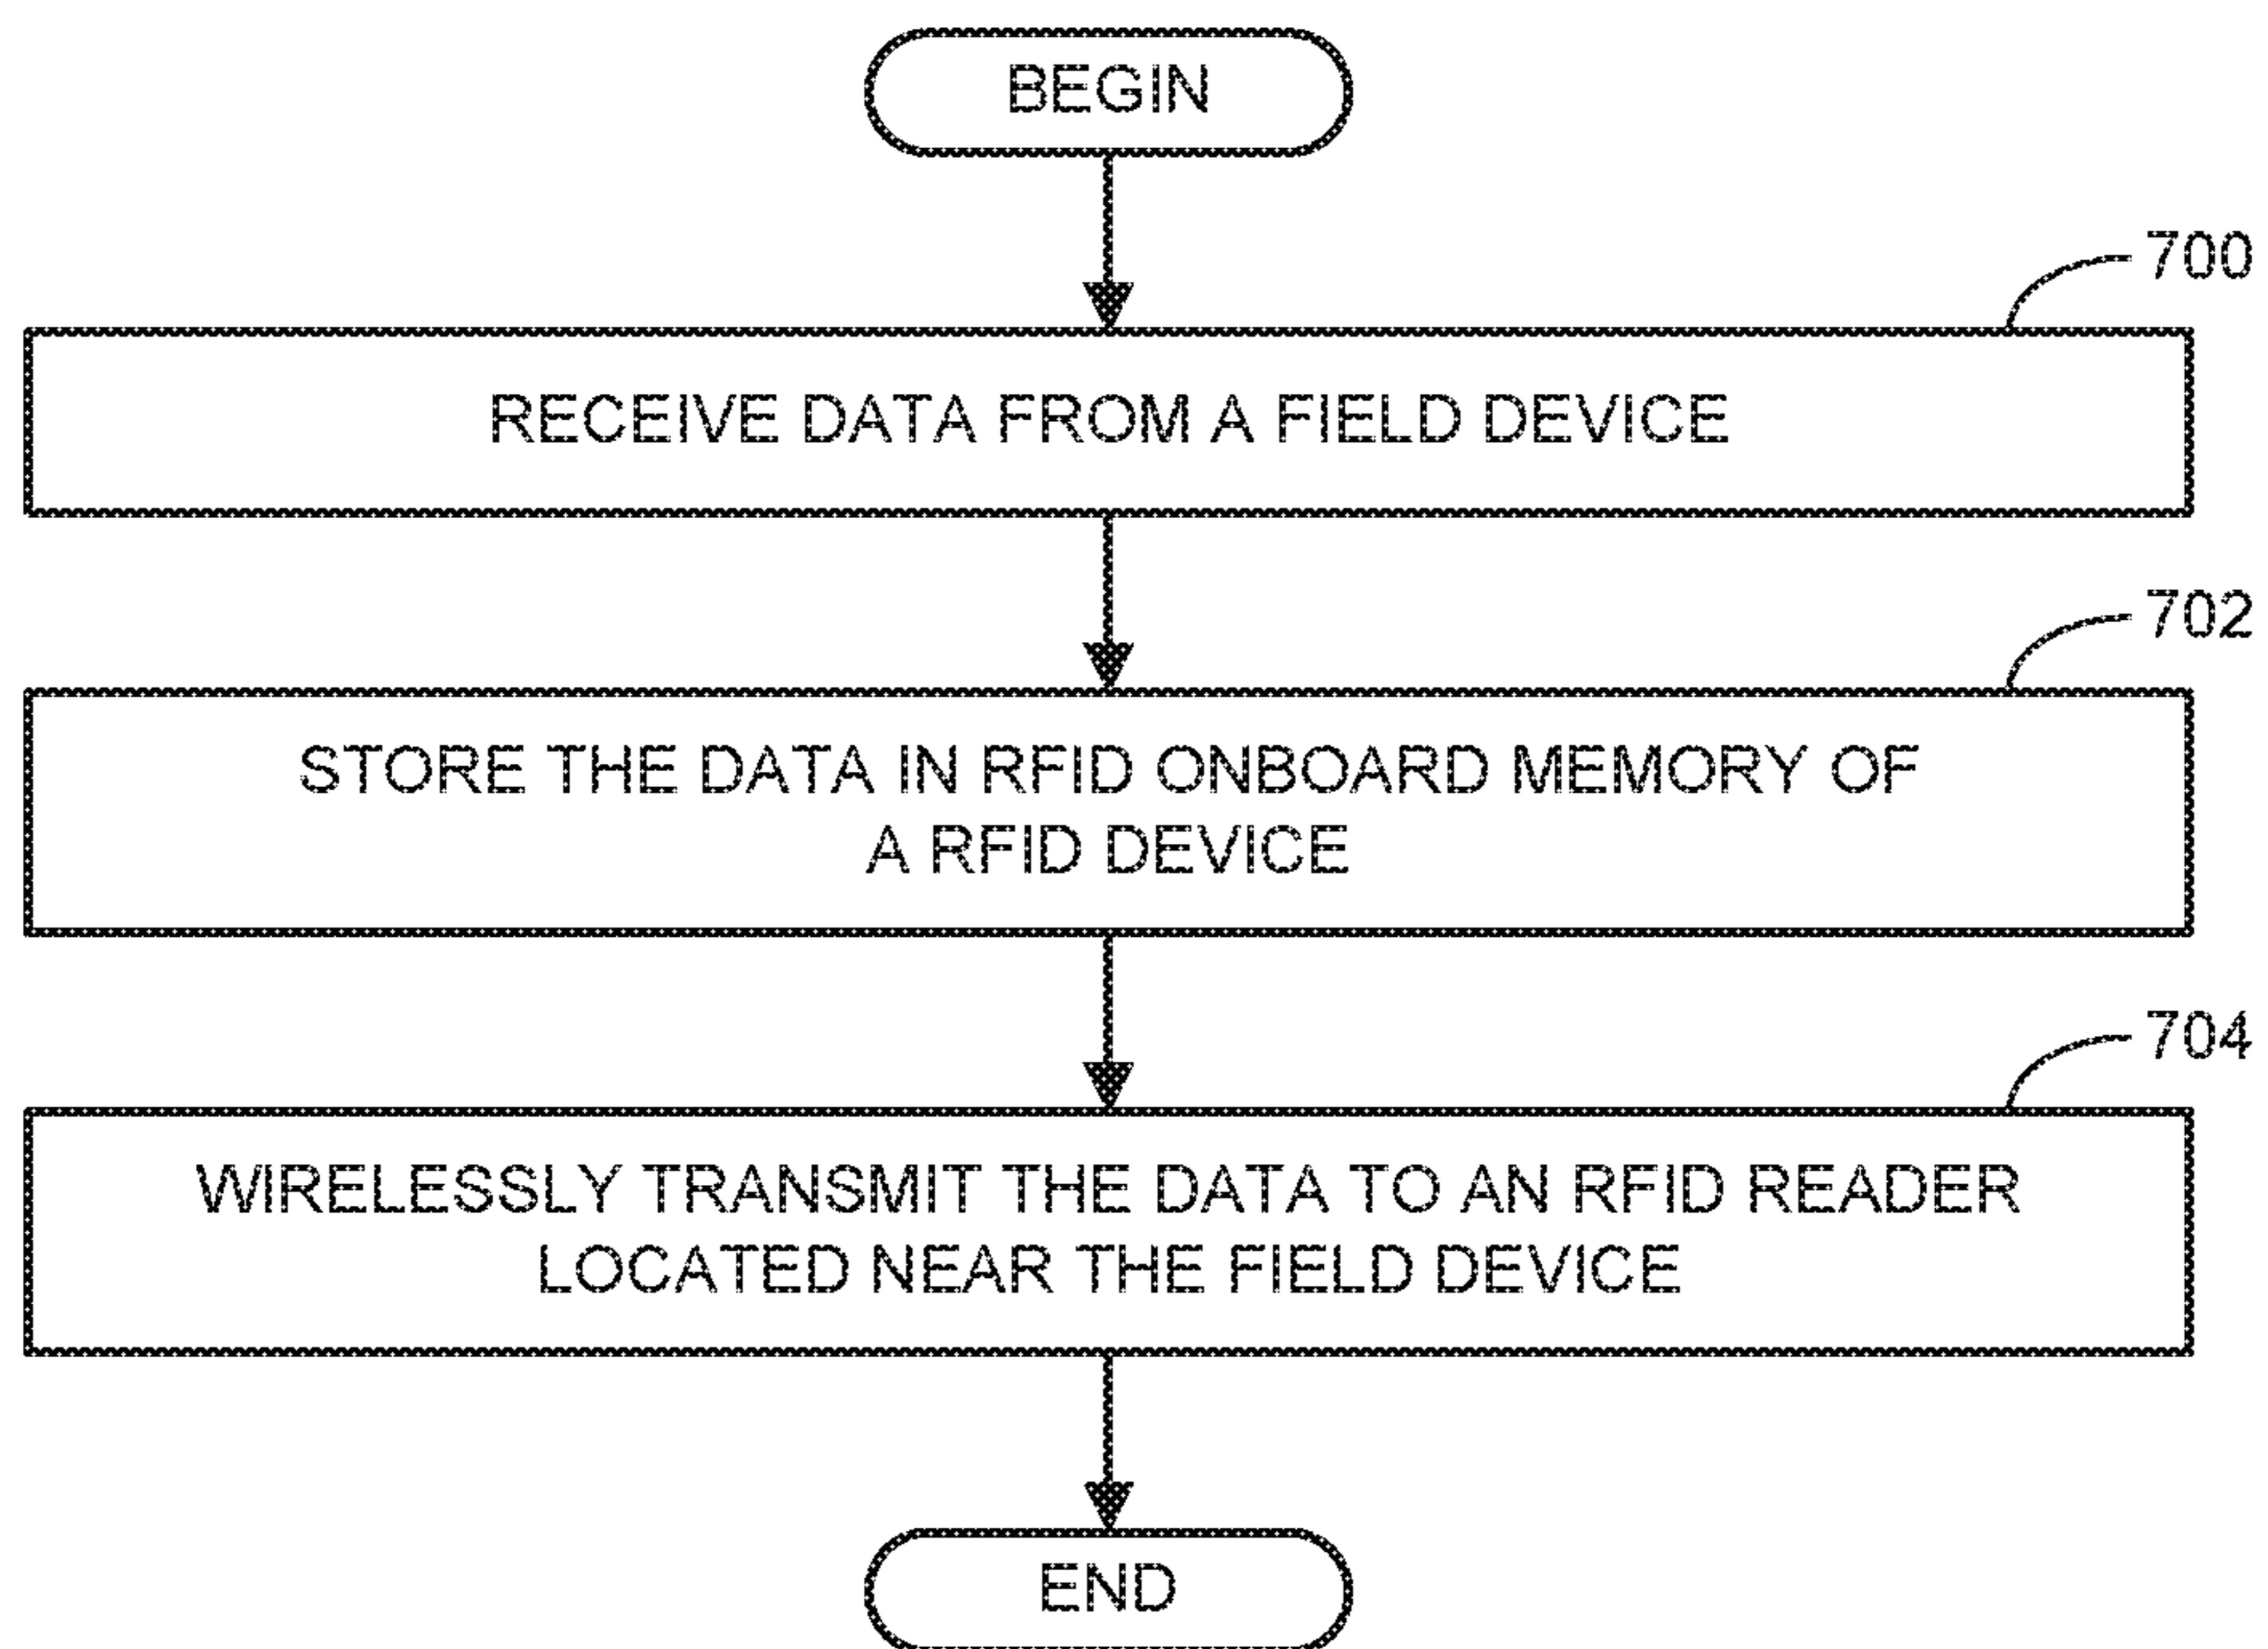 BEGIN
700
RECEIVE DATA FROM A FIELD DEVICE
702
STORE THE DATA IN RFID ONBOARD MEMORY OF
A RFID DEVICE
704
WIRELESSLY TRANSMIT THE DATA TO AN RFID READER
LOCATED NEAR THE FIELD DEVICE
END